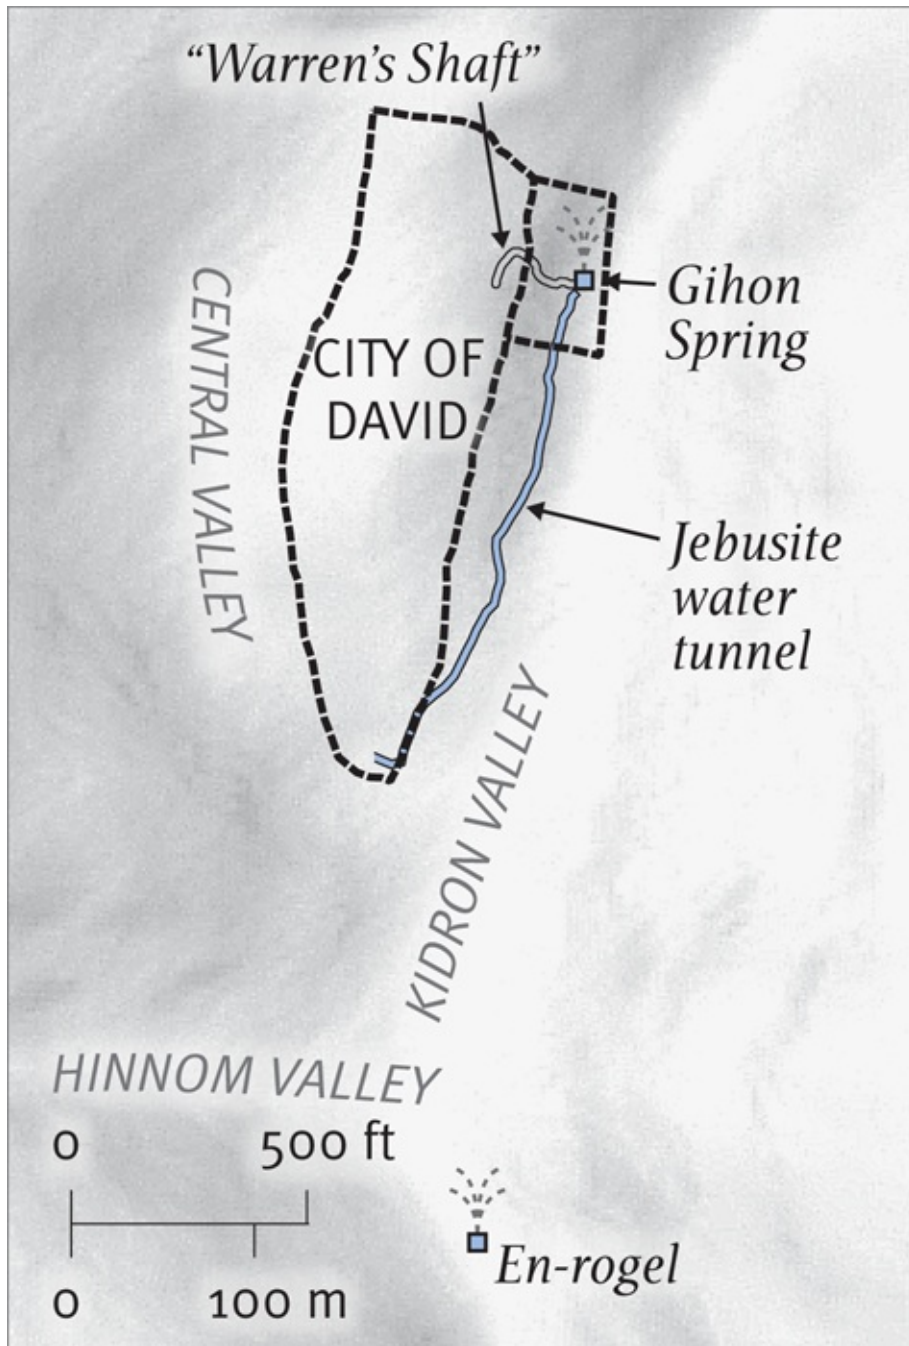 “Warren’s Shaft”
Gihon
Spring
CENTRAL VALLEY
CITY OF
DAVID
Jebusite
water
tunnel
KIDRON VALLEY
HINNOM VALLEY
0 500 ft
0 100 m
En-rogel